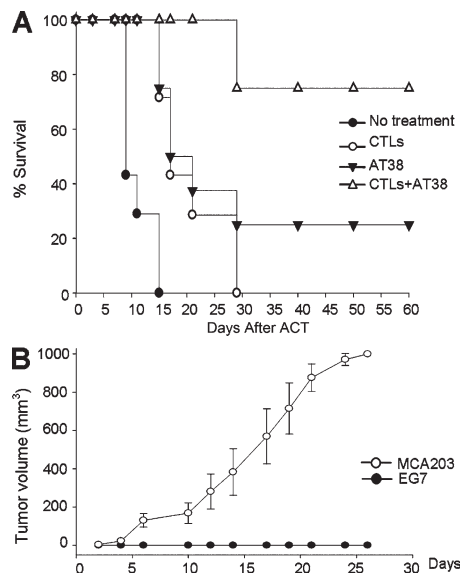 A
% Survival
100
80
60
40
20
0
0 5 10 15 20 25 30 35 40 45 50 55 60
Days After ACT
No treatment
CTLs
AT38
CTLs+AT38
B
Tumor volume (mm³)
1000
800
600
400
200
0
0 5 10 15 20 25 30 Days
MCA203
EG7